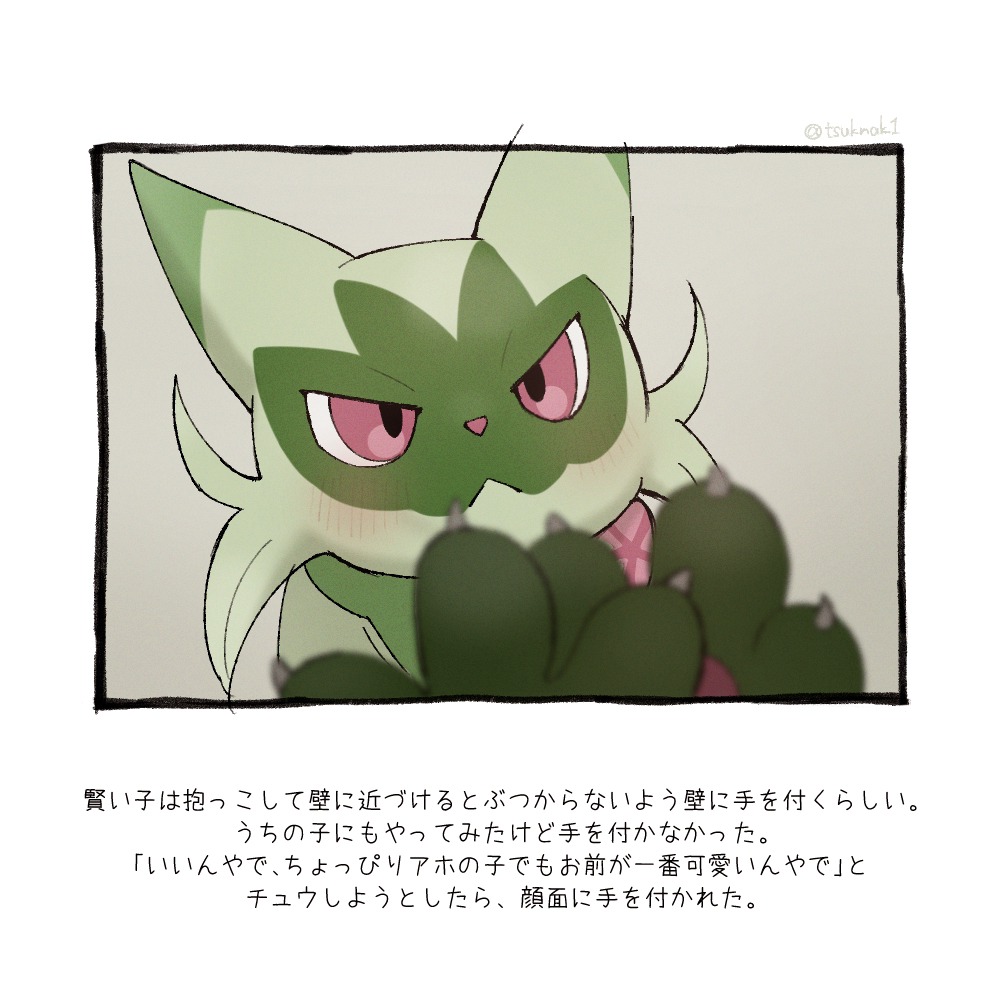 @tsuknak1
賢い子は抱っこして壁に近づけるとぶつからないよう壁に手を付くらしい。
うちの子にもやってみたけど手を付かなかった。
「いいんやで、ちょっぴりアホの子でもお前が一番可愛いんやで」と
チュウしようとしたら、顔面に手を付かれた。